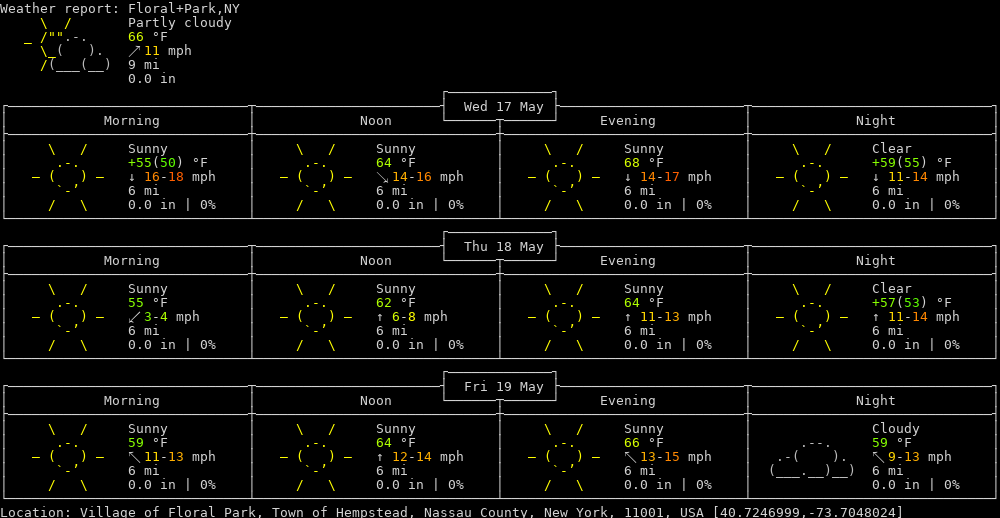 Weather report: Floral+Park,NY
Partly cloudy
66 °F
↗ 11 mph
9 mi
0.0 in
Wed 17 May
Morning Noon Evening Night
Sunny Sunny Sunny Clear
+55(50) °F 64 °F 68 °F +59(55) °F
↓ 16-18 mph ↘ 14-16 mph ↓ 14-17 mph ↓ 11-14 mph
6 mi 6 mi 6 mi 6 mi
0.0 in | 0% 0.0 in | 0% 0.0 in | 0% 0.0 in | 0%
Thu 18 May
Morning Noon Evening Night
Sunny Sunny Sunny Clear
55 °F 62 °F 64 °F +57(53) °F
↙ 3-4 mph ↑ 6-8 mph ↑ 11-13 mph ↑ 11-14 mph
6 mi 6 mi 6 mi 6 mi
0.0 in | 0% 0.0 in | 0% 0.0 in | 0% 0.0 in | 0%
Fri 19 May
Morning Noon Evening Night
Sunny Sunny Sunny Cloudy
59 °F 64 °F 66 °F 59 °F
↖ 11-13 mph ↑ 12-14 mph ↖ 13-15 mph ↖ 9-13 mph
6 mi 6 mi 6 mi 6 mi
0.0 in | 0% 0.0 in | 0% 0.0 in | 0% 0.0 in | 0%
Location: Village of Floral Park, Town of Hempstead, Nassau County, New York, 11001, USA [40.7246999,-73.7048024]